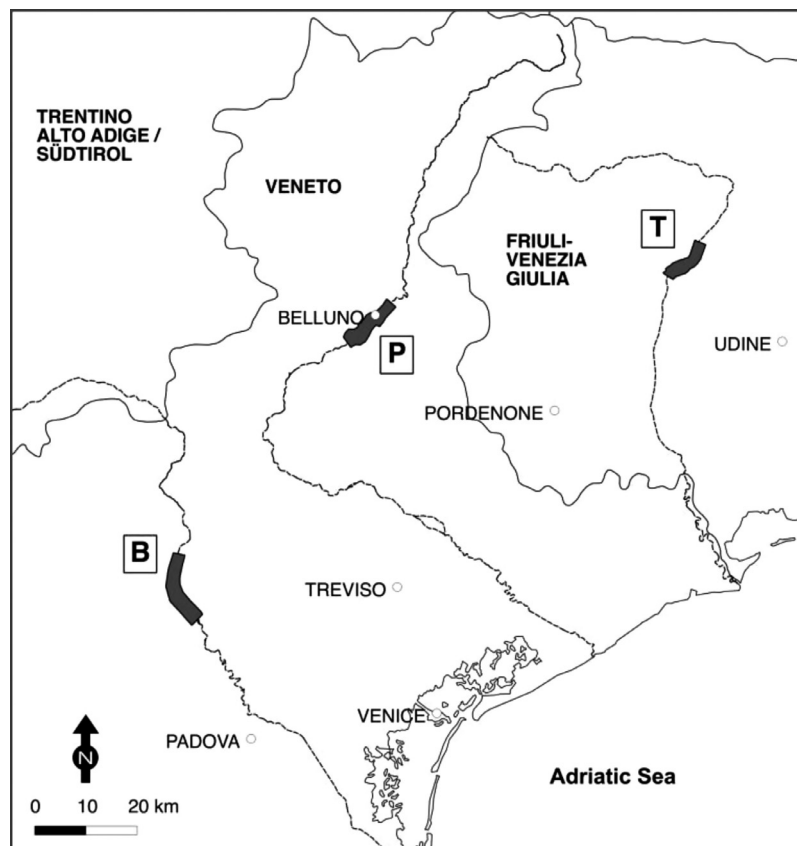 TRENTINO
ALTO ADIGE /
SÜDTIROL
VENETO
T
FRIULI-
VENEZIA
GIULIA
BELLUNO
P
UDINE
PORDENONE
B
TREVISO
VENICE
PADOVA
N
Adriatic Sea
0 10 20 km